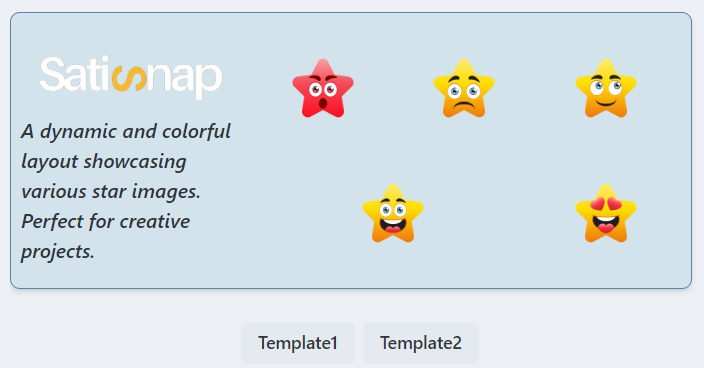 Satisnap
A dynamic and colorful
layout showcasing
various star images.
Perfect for creative
projects.
Template1 Template2